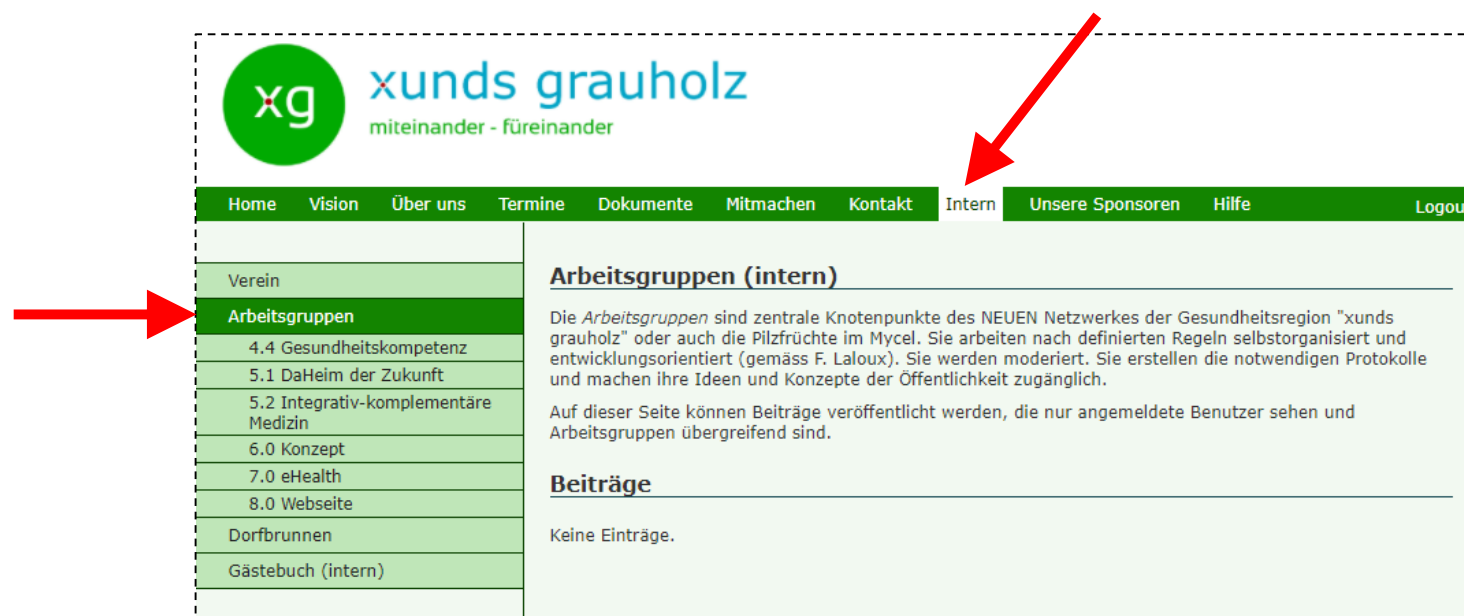 xg
xunds grauholz
miteinander - füreinander
Home Vision Über uns Termine Dokumente Mitmachen Kontakt Intern Unsere Sponsoren Hilfe Logou
Verein
Arbeitsgruppen
4.4 Gesundheitskompetenz
5.1 DaHeim der Zukunft
5.2 Integrativ-komplementäre
Medizin
6.0 Konzept
7.0 eHealth
8.0 Webseite
Dorfbrunnen
Gästebuch (intern)
Arbeitsgruppen (intern)
Die Arbeitsgruppen sind zentrale Knotenpunkte des NEUEN Netzwerkes der Gesundheitsregion "xunds
grauholz" oder auch die Pilzfrüchte im Mycel. Sie arbeiten nach definierten Regeln selbstorganisiert und
entwicklungsorientiert (gemäss F. Laloux). Sie werden moderiert. Sie erstellen die notwendigen Protokolle
und machen ihre Ideen und Konzepte der Öffentlichkeit zugänglich.
Auf dieser Seite können Beiträge veröffentlicht werden, die nur angemeldete Benutzer sehen und
Arbeitsgruppen übergreifend sind.
Beiträge
Keine Einträge.